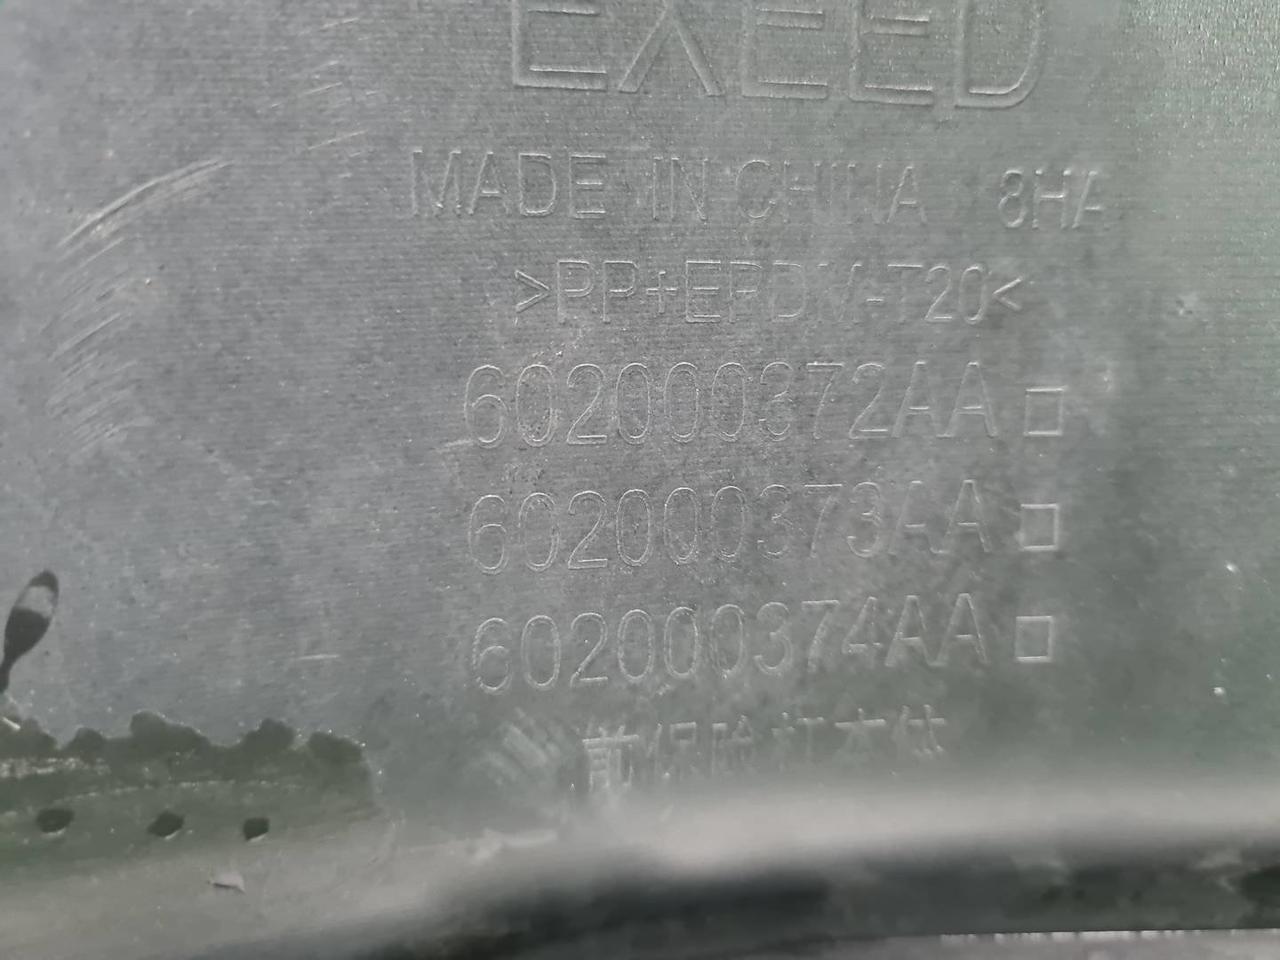 EXEED
MADE IN CHINA 8HA
>PP+EPDM-T20<
602000372AA □
602000373AA □
602000374AA □
前保险杠本体